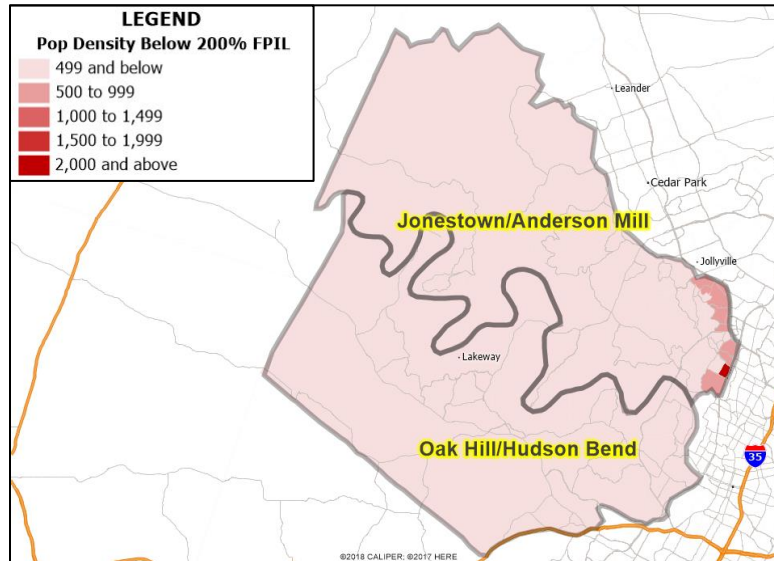 LEGEND
Pop Density Below 200% FPIL
499 and below
500 to 999
1,000 to 1,499
1,500 to 1,999
2,000 and above
Leander
Cedar Park
Jonestown/Anderson Mill
Jollyville
Lakeway
Oak Hill/Hudson Bend
35
©2018 CALIPER; ©2017 HERE